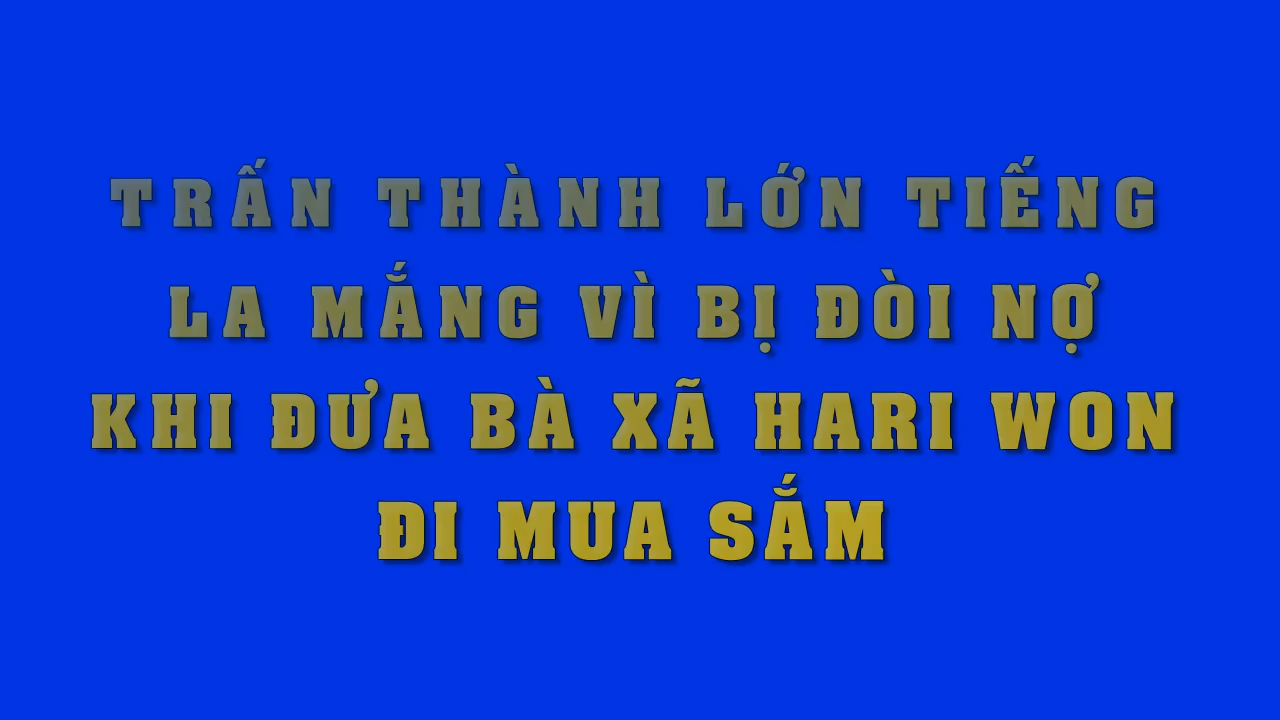 TRẤN THÀNH LỚN TIẾNG
LA MẮNG VÌ BỊ ĐÒI NỢ
KHI ĐƯA BÀ XÃ HARI WON
ĐI MUA SẮM